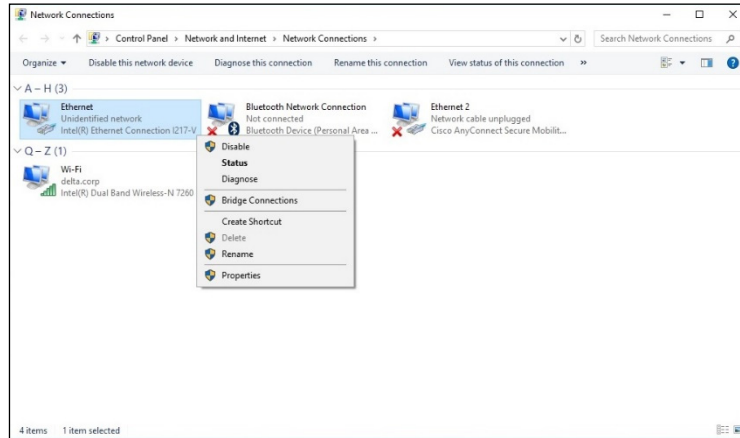 Network Connections
Control Panel > Network and Internet > Network Connections >
Search Network Connections
Organize
Disable this network device
Diagnose this connection
Rename this connection
View status of this connection
»
A – H (3)
Ethernet
Unidentified network
Intel(R) Ethernet Connection I217-V
Bluetooth Network Connection
Not connected
Bluetooth Device (Personal Area ...
Ethernet 2
Network cable unplugged
Cisco AnyConnect Secure Mobilit...
Q – Z (1)
Wi-Fi
delta.corp
Intel(R) Dual Band Wireless-N 7260
Disable
Status
Diagnose
Bridge Connections
Create Shortcut
Delete
Rename
Properties
4 items 1 item selected